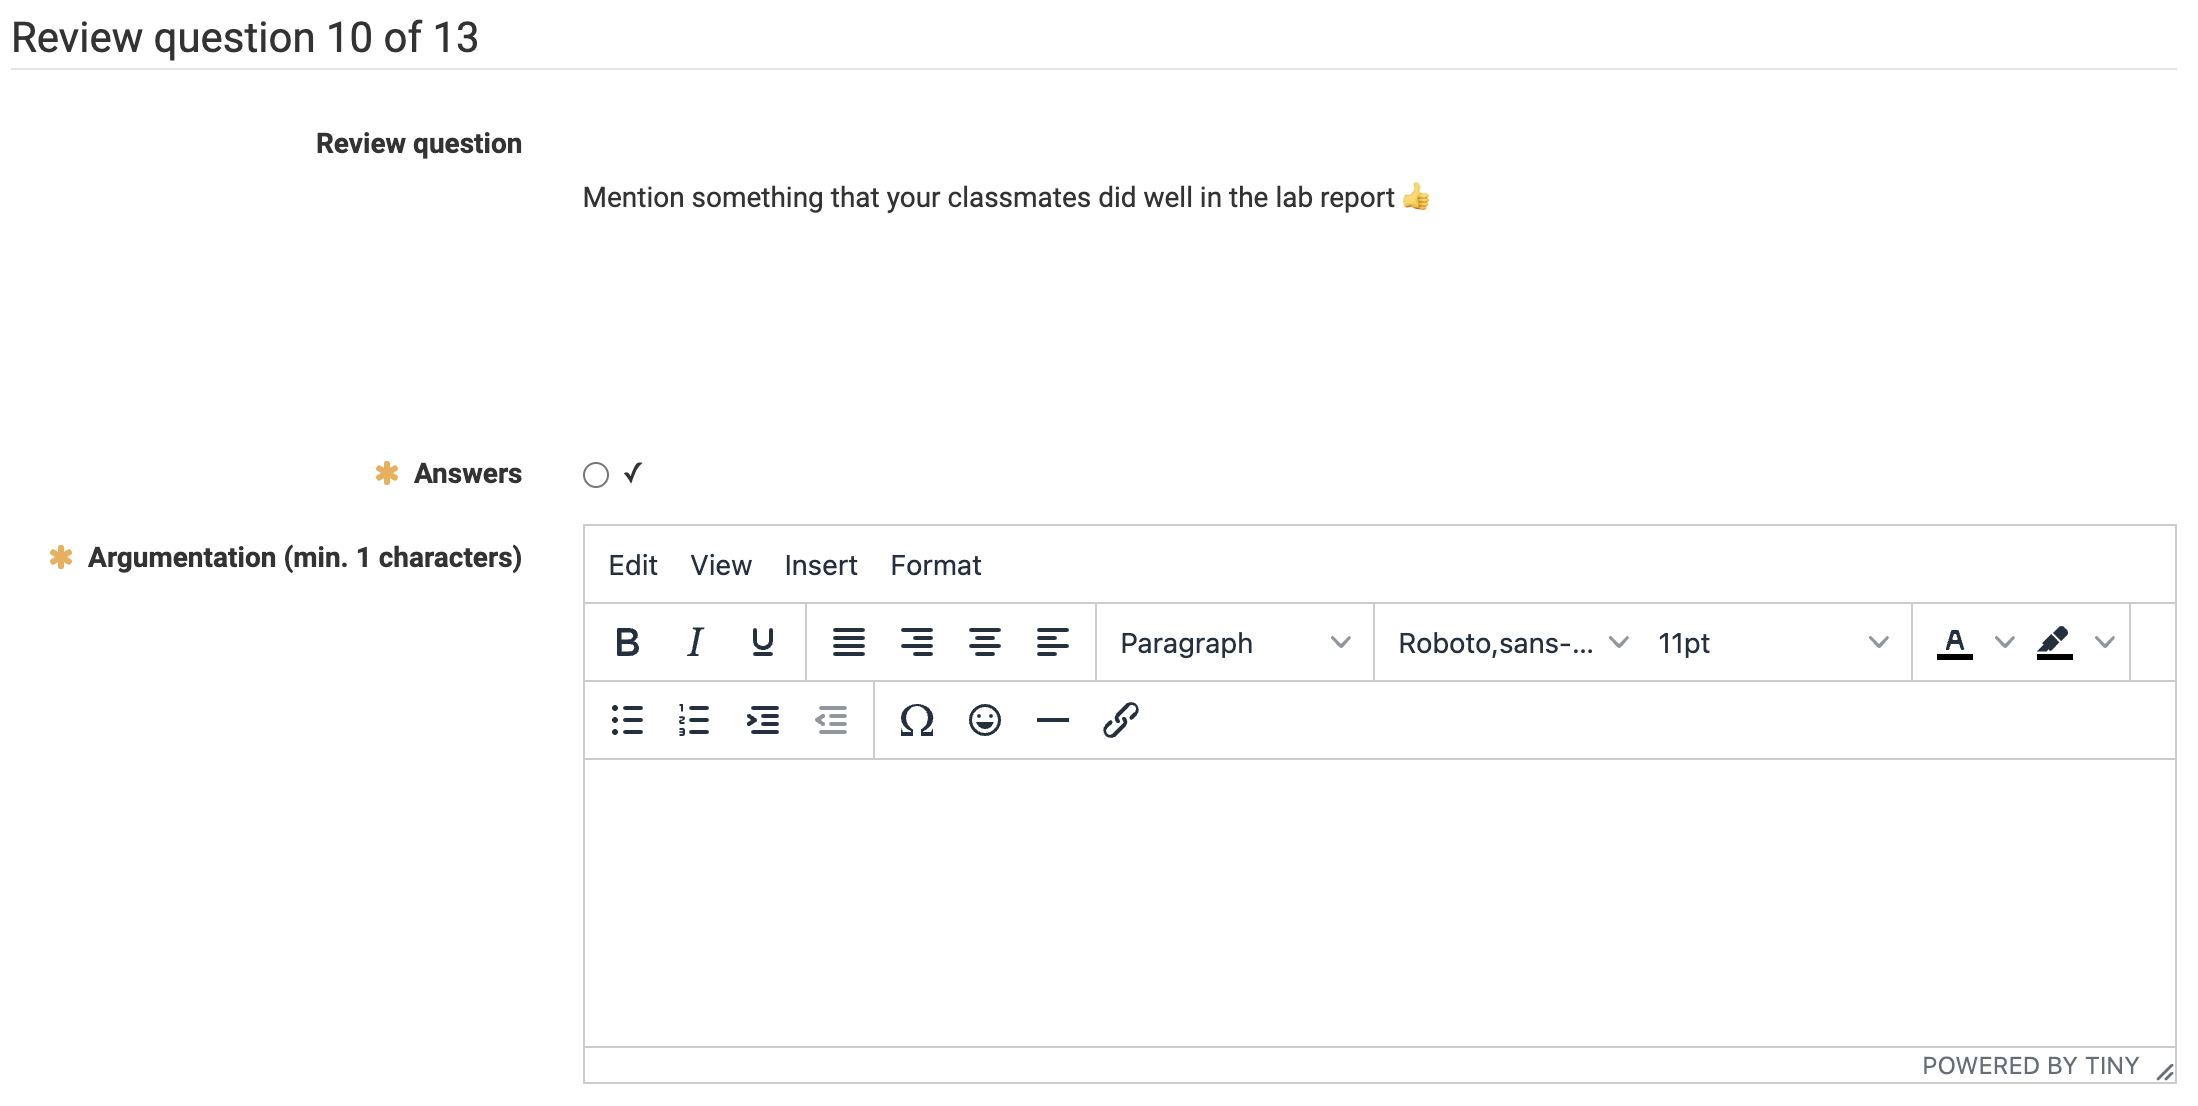 Review question 10 of 13
Review question
Mention something that your classmates did well in the lab report 👍
✱ Answers
✓
✱ Argumentation (min. 1 characters)
Edit View Insert Format
B I U Paragraph Roboto,sans-... 11pt A
Ω
POWERED BY TINY